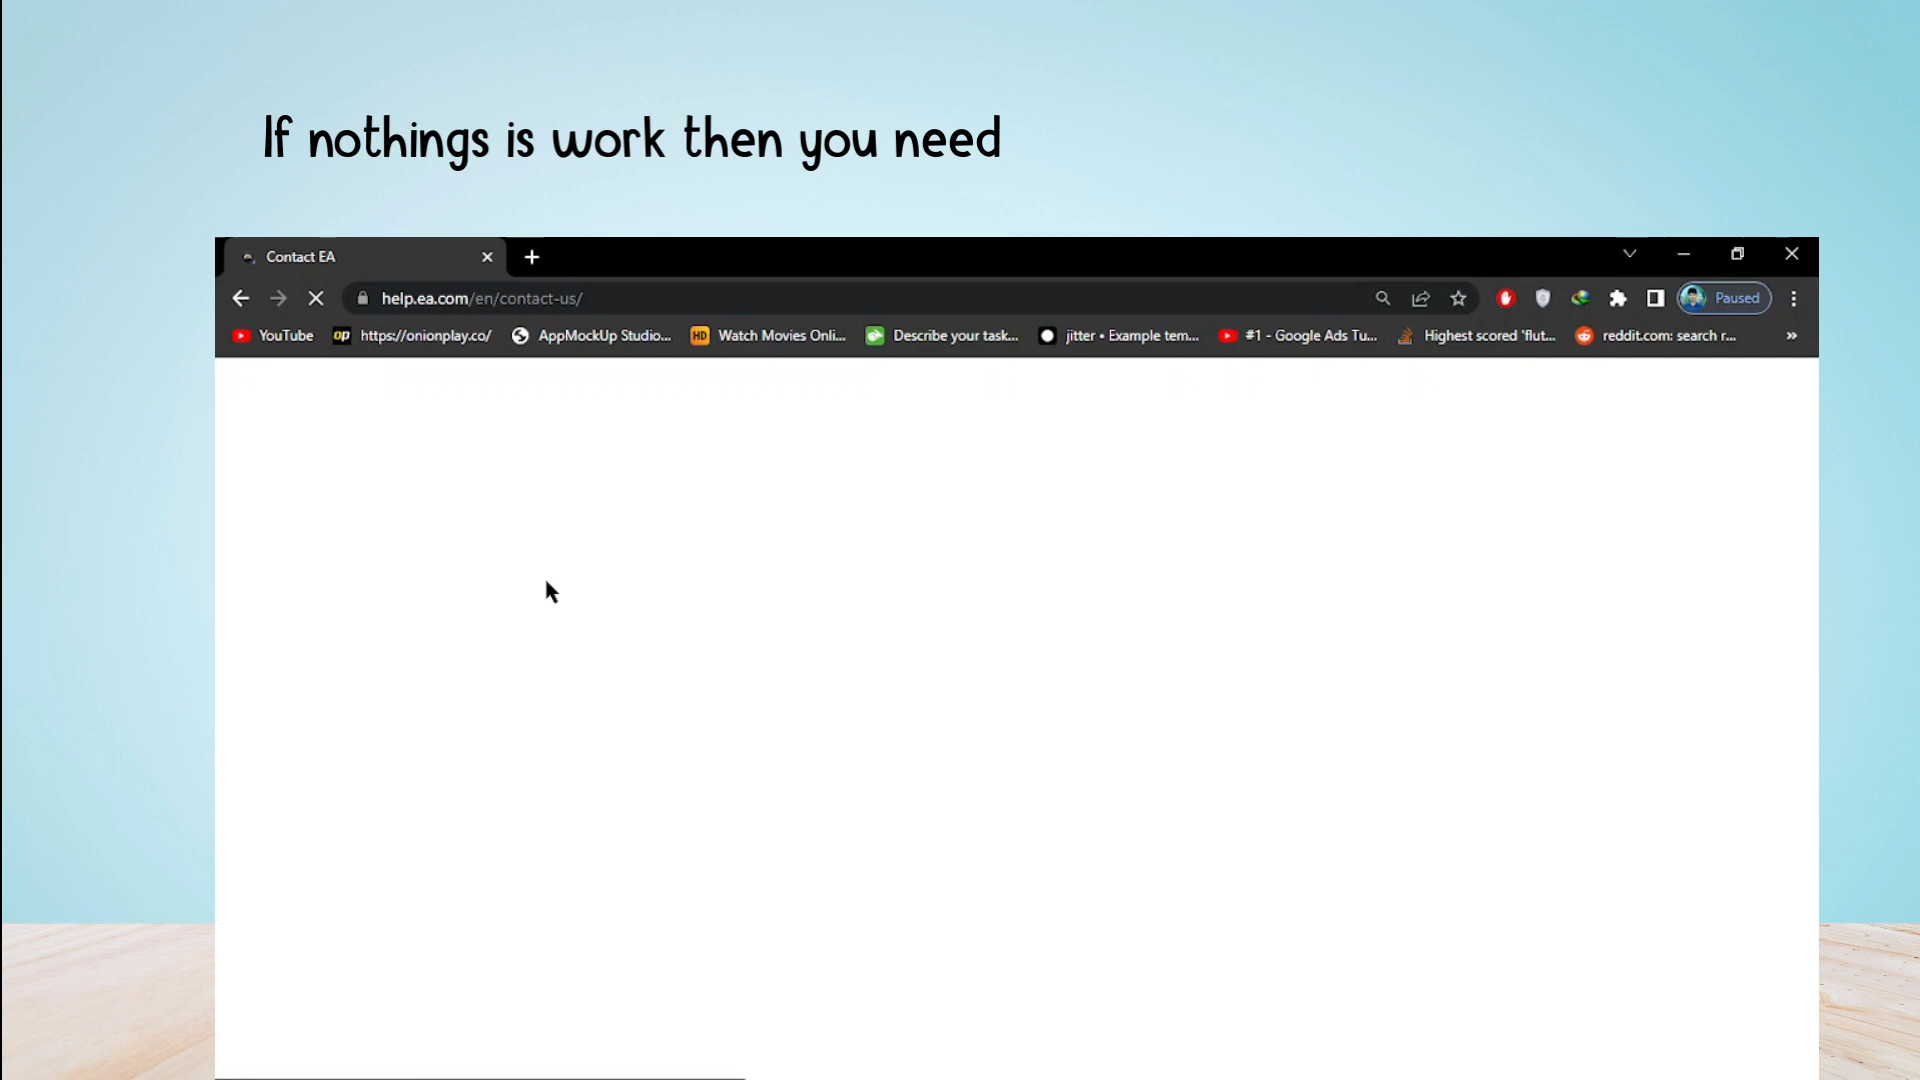 If nothings is work then you need
Contact EA
help.ea.com/en/contact-us/
Paused
YouTube
op https://onionplay.co/
AppMockUp Studio...
HD Watch Movies Onli...
Describe your task...
jitter • Example tem...
#1 - Google Ads Tu...
Highest scored 'flut...
reddit.com: search r...